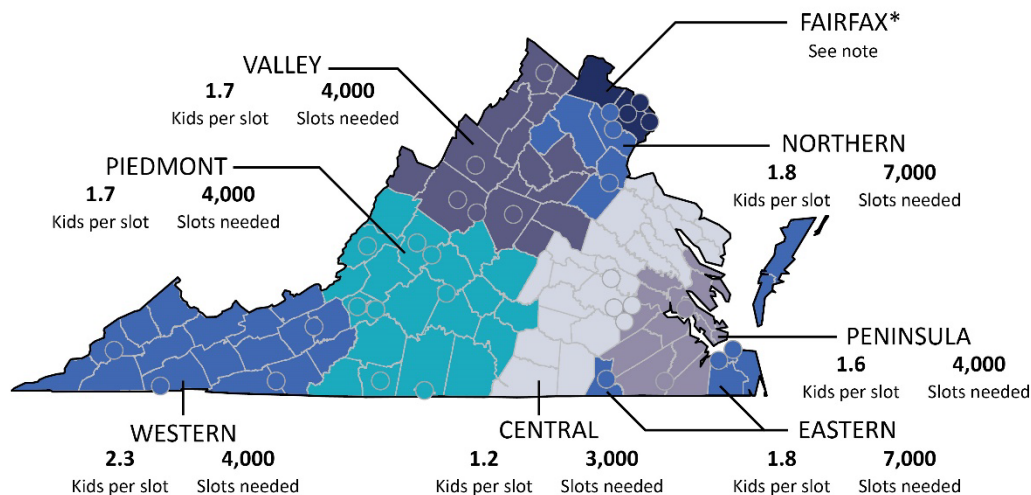 FAIRFAX*
See note
VALLEY
1.7 4,000
Kids per slot Slots needed
NORTHERN
1.8 7,000
Kids per slot Slots needed
PIEDMONT
1.7 4,000
Kids per slot Slots needed
PENINSULA
1.6 4,000
Kids per slot Slots needed
WESTERN
2.3 4,000
Kids per slot Slots needed
CENTRAL
1.2 3,000
Kids per slot Slots needed
EASTERN
1.8 7,000
Kids per slot Slots needed